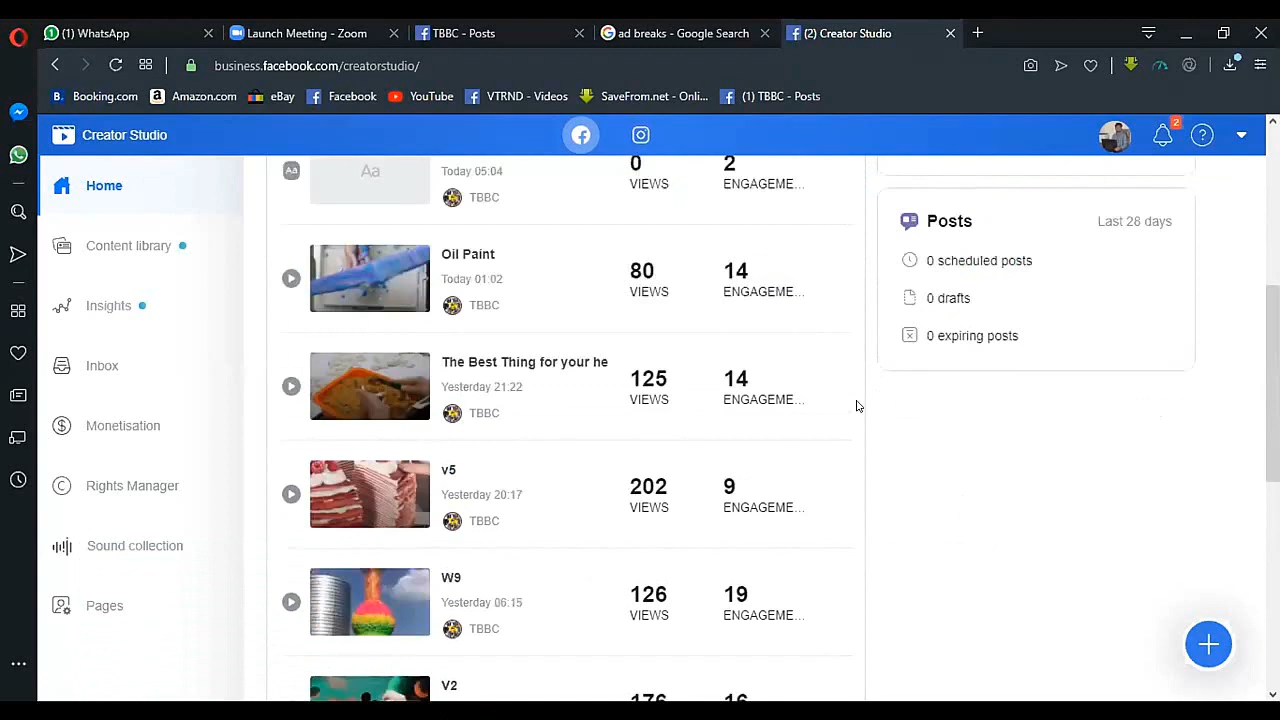 (1) WhatsApp
Launch Meeting - Zoom
TBBC - Posts
ad breaks - Google Search
(2) Creator Studio
business.facebook.com/creatorstudio/
B. Booking.com
a Amazon.com
eBay
Facebook
YouTube
VTRND - Videos
SaveFrom.net - Onli...
(1) TBBC - Posts
Creator Studio
2
Home
Content library
Insights
Inbox
Monetisation
Rights Manager
Sound collection
Pages
Aa
Aa
Today 05:04
TBBC
0
VIEWS
2
ENGAGEME...
Oil Paint
Today 01:02
TBBC
80
VIEWS
14
ENGAGEME...
The Best Thing for your he
Yesterday 21:22
TBBC
125
VIEWS
14
ENGAGEME...
v5
Yesterday 20:17
TBBC
202
VIEWS
9
ENGAGEME...
W9
Yesterday 06:15
TBBC
126
VIEWS
19
ENGAGEME...
V2
176
16
Posts
Last 28 days
0 scheduled posts
0 drafts
0 expiring posts